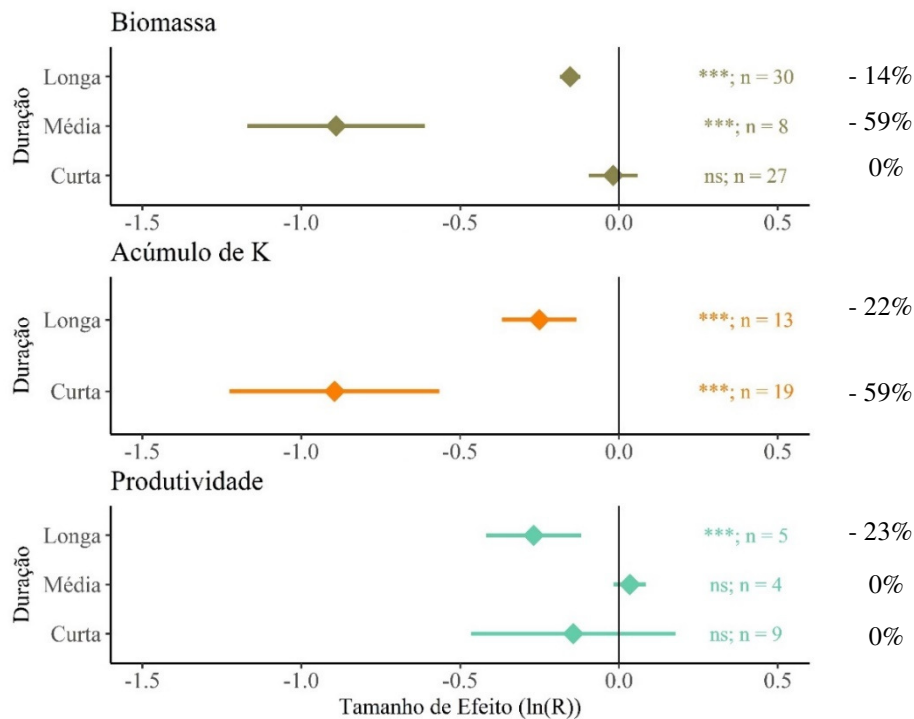 Biomassa
Duração
Longa ***; n = 30 - 14%
Média ***; n = 8 - 59%
Curta ns; n = 27 0%
-1.5 -1.0 -0.5 0.0 0.5
Acúmulo de K
Duração
Longa ***; n = 13 - 22%
Curta ***; n = 19 - 59%
-1.5 -1.0 -0.5 0.0 0.5
Produtividade
Duração
Longa ***; n = 5 - 23%
Média ns; n = 4 0%
Curta ns; n = 9 0%
-1.5 -1.0 -0.5 0.0 0.5
Tamanho de Efeito (ln(R))